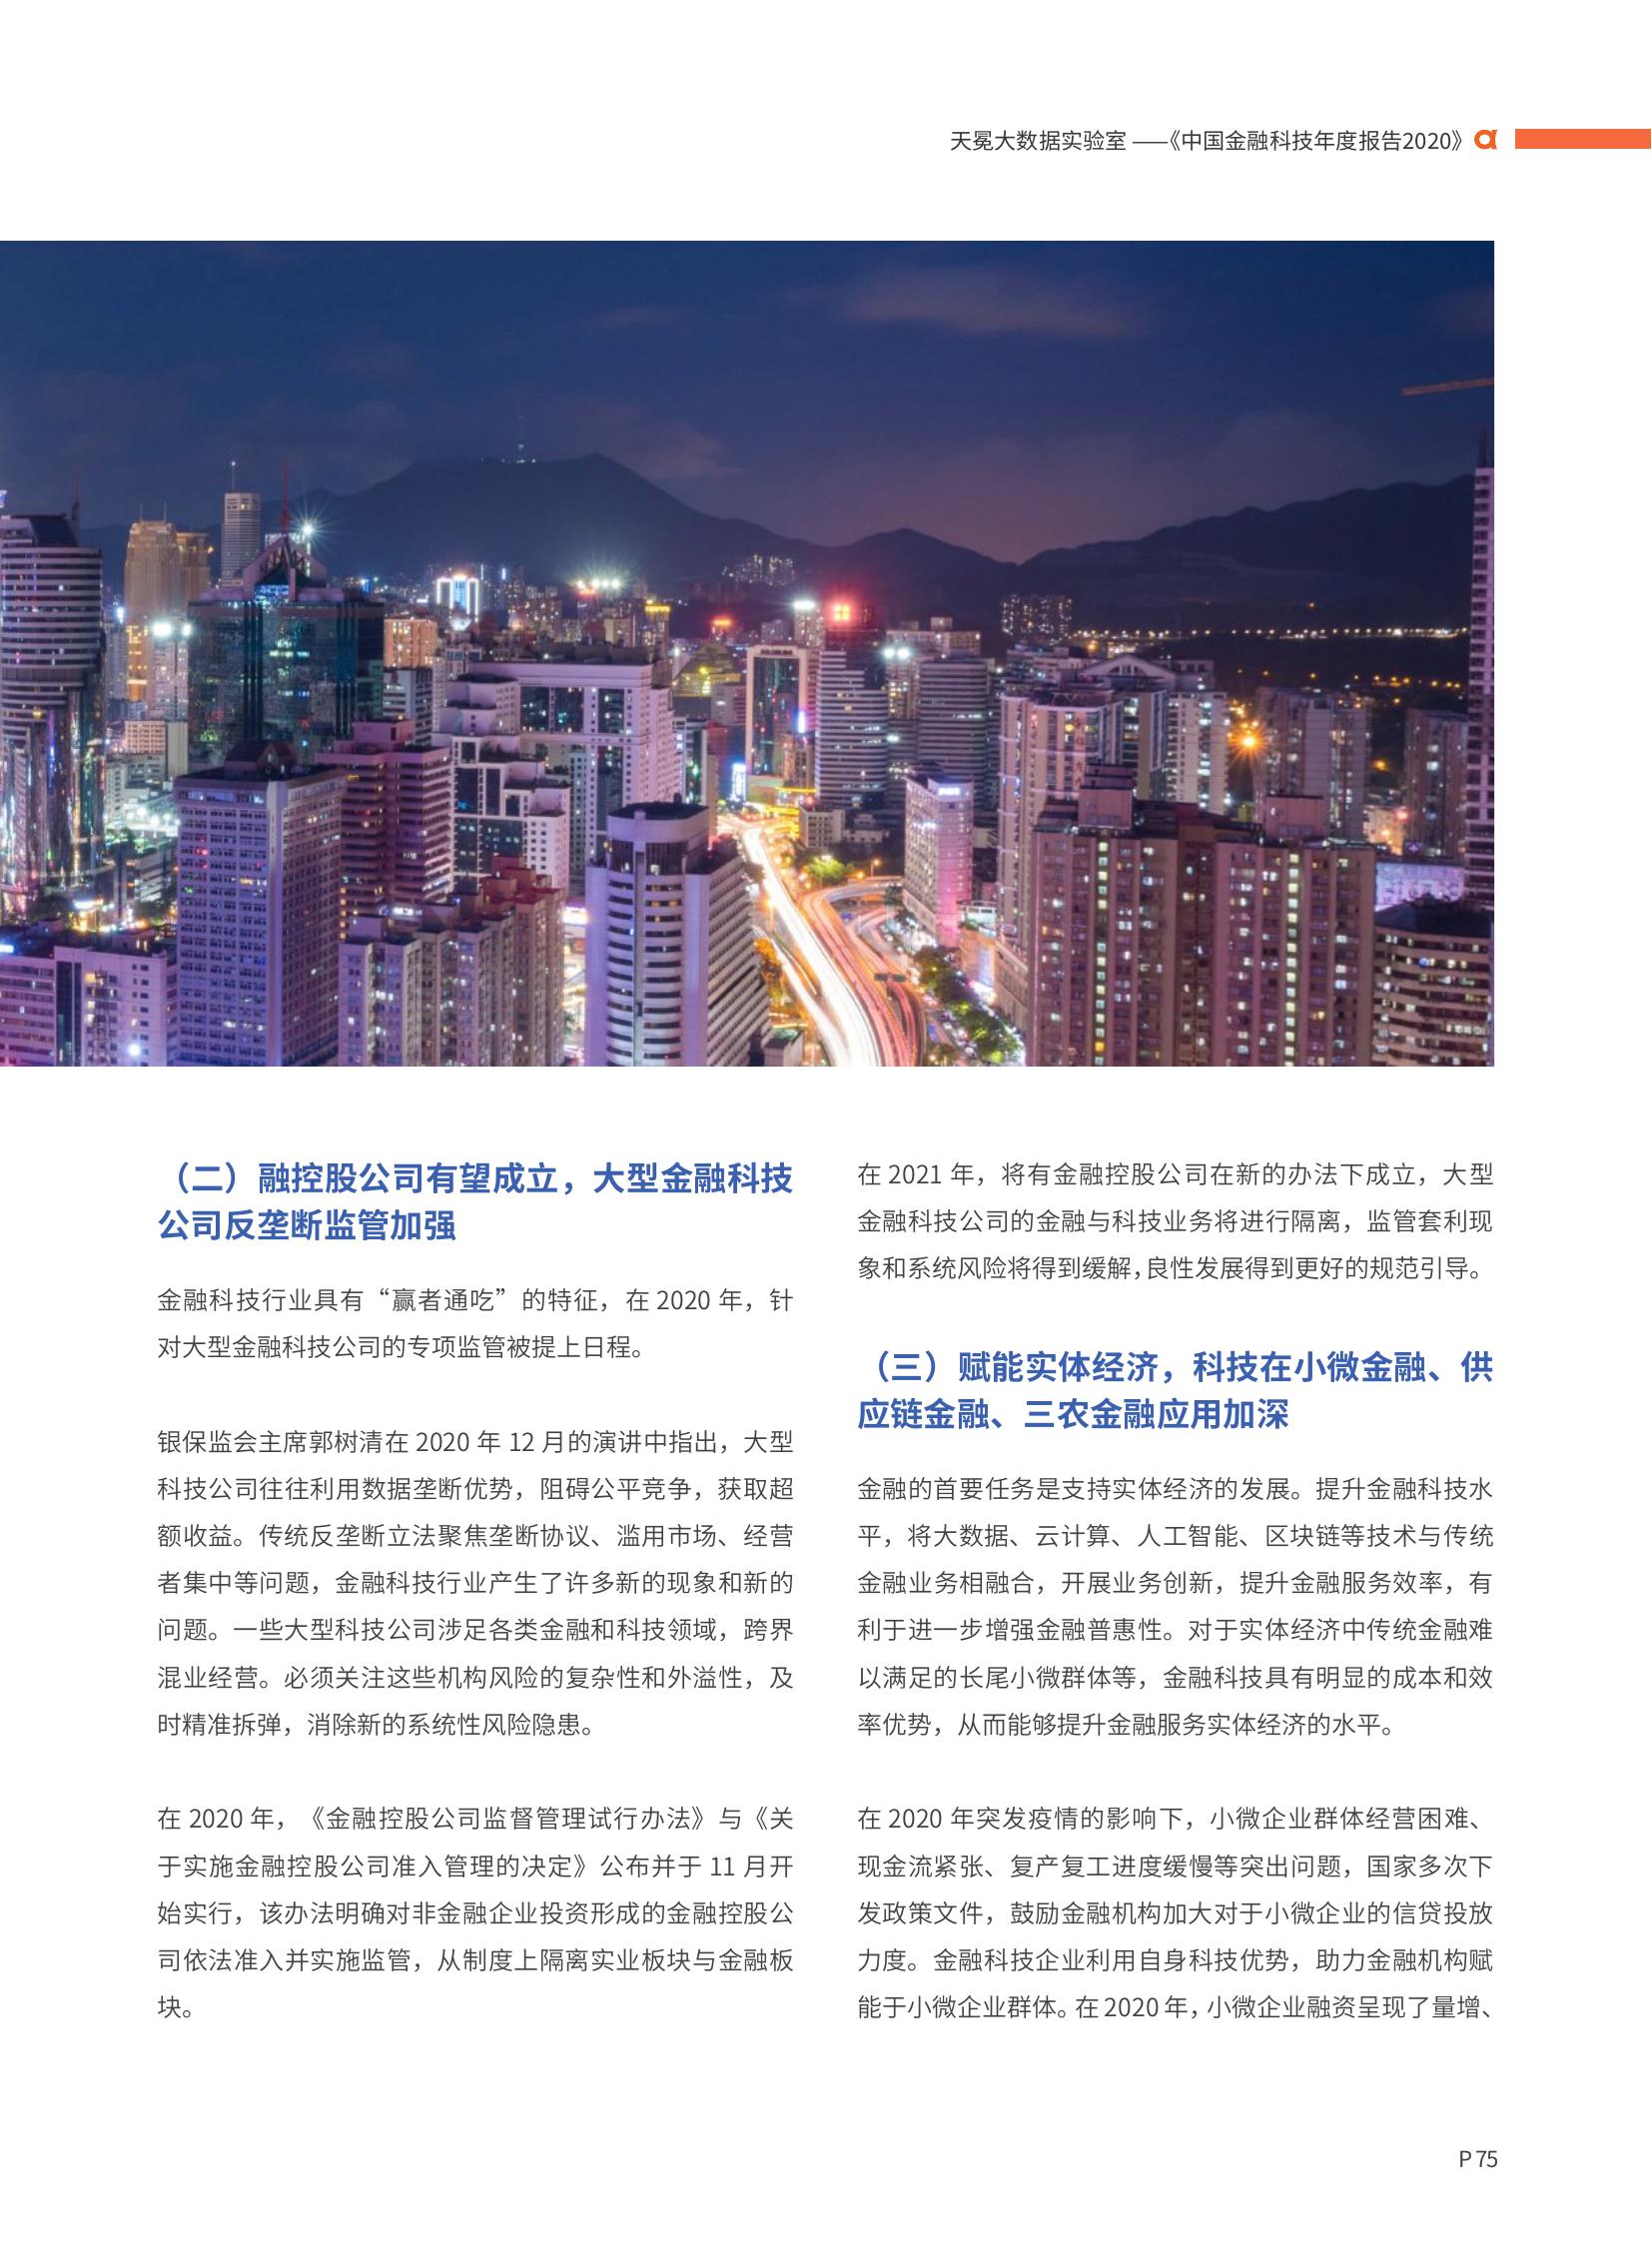 天冕大数据实验室 ——《中国金融科技年度报告2020》
（二）融控股公司有望成立，大型金融科技
公司反垄断监管加强
金融科技行业具有“赢者通吃”的特征，在 2020 年，针
对大型金融科技公司的专项监管被提上日程。
银保监会主席郭树清在 2020 年 12 月的演讲中指出，大型
科技公司往往利用数据垄断优势，阻碍公平竞争，获取超
额收益。传统反垄断立法聚焦垄断协议、滥用市场、经营
者集中等问题，金融科技行业产生了许多新的现象和新的
问题。一些大型科技公司涉足各类金融和科技领域，跨界
混业经营。必须关注这些机构风险的复杂性和外溢性，及
时精准拆弹，消除新的系统性风险隐患。
在 2020 年，《金融控股公司监督管理试行办法》与《关
于实施金融控股公司准入管理的决定》公布并于 11 月开
始实行，该办法明确对非金融企业投资形成的金融控股公
司依法准入并实施监管，从制度上隔离实业板块与金融板
块。
在 2021 年，将有金融控股公司在新的办法下成立，大型
金融科技公司的金融与科技业务将进行隔离，监管套利现
象和系统风险将得到缓解，良性发展得到更好的规范引导。
（三）赋能实体经济，科技在小微金融、供
应链金融、三农金融应用加深
金融的首要任务是支持实体经济的发展。提升金融科技水
平，将大数据、云计算、人工智能、区块链等技术与传统
金融业务相融合，开展业务创新，提升金融服务效率，有
利于进一步增强金融普惠性。对于实体经济中传统金融难
以满足的长尾小微群体等，金融科技具有明显的成本和效
率优势，从而能够提升金融服务实体经济的水平。
在 2020 年突发疫情的影响下，小微企业群体经营困难、
现金流紧张、复产复工进度缓慢等突出问题，国家多次下
发政策文件，鼓励金融机构加大对于小微企业的信贷投放
力度。金融科技企业利用自身科技优势，助力金融机构赋
能于小微企业群体。在 2020 年，小微企业融资呈现了量增、
P 75